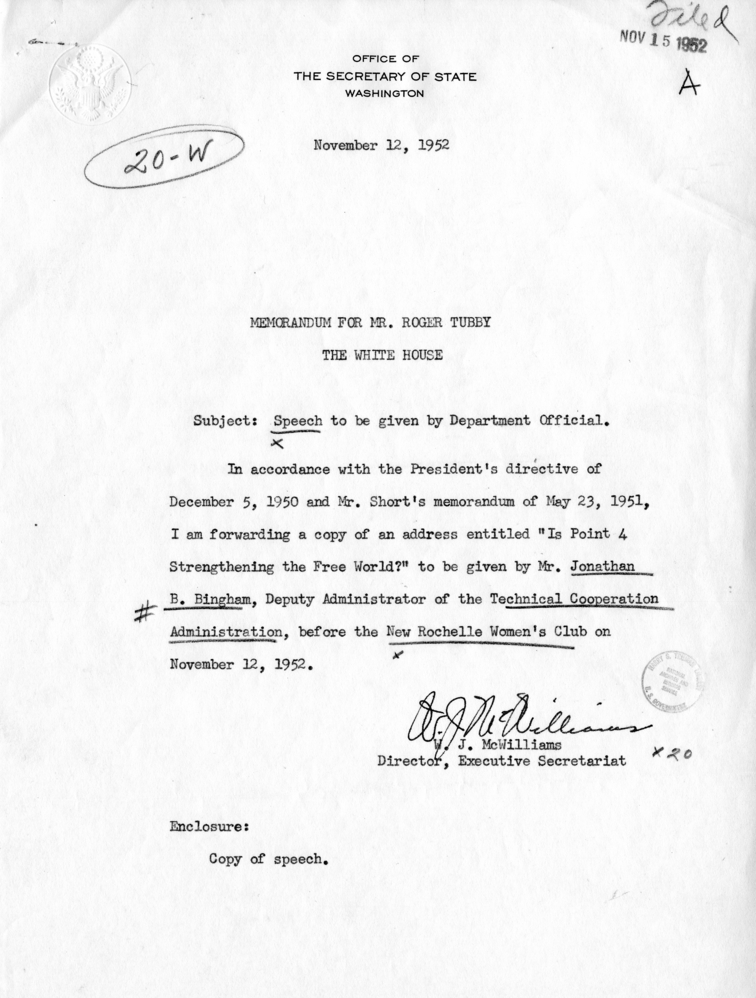 Filed
NOV 15 1952
A
OFFICE OF
THE SECRETARY OF STATE
WASHINGTON
November 12, 1952
20-W
MEMORANDUM FOR MR. ROGER TUBBY
THE WHITE HOUSE
Subject: Speech to be given by Department Official.
x
In accordance with the President's directive of
December 5, 1950 and Mr. Short's memorandum of May 23, 1951,
I am forwarding a copy of an address entitled "Is Point 4
Strengthening the Free World?" to be given by Mr. Jonathan
# B. Bingham, Deputy Administrator of the Technical Cooperation
Administration, before the New Rochelle Women's Club on
x
November 12, 1952.
W. J. McWilliams
W. J. McWilliams
Director, Executive Secretariat
x20
Enclosure:
Copy of speech.